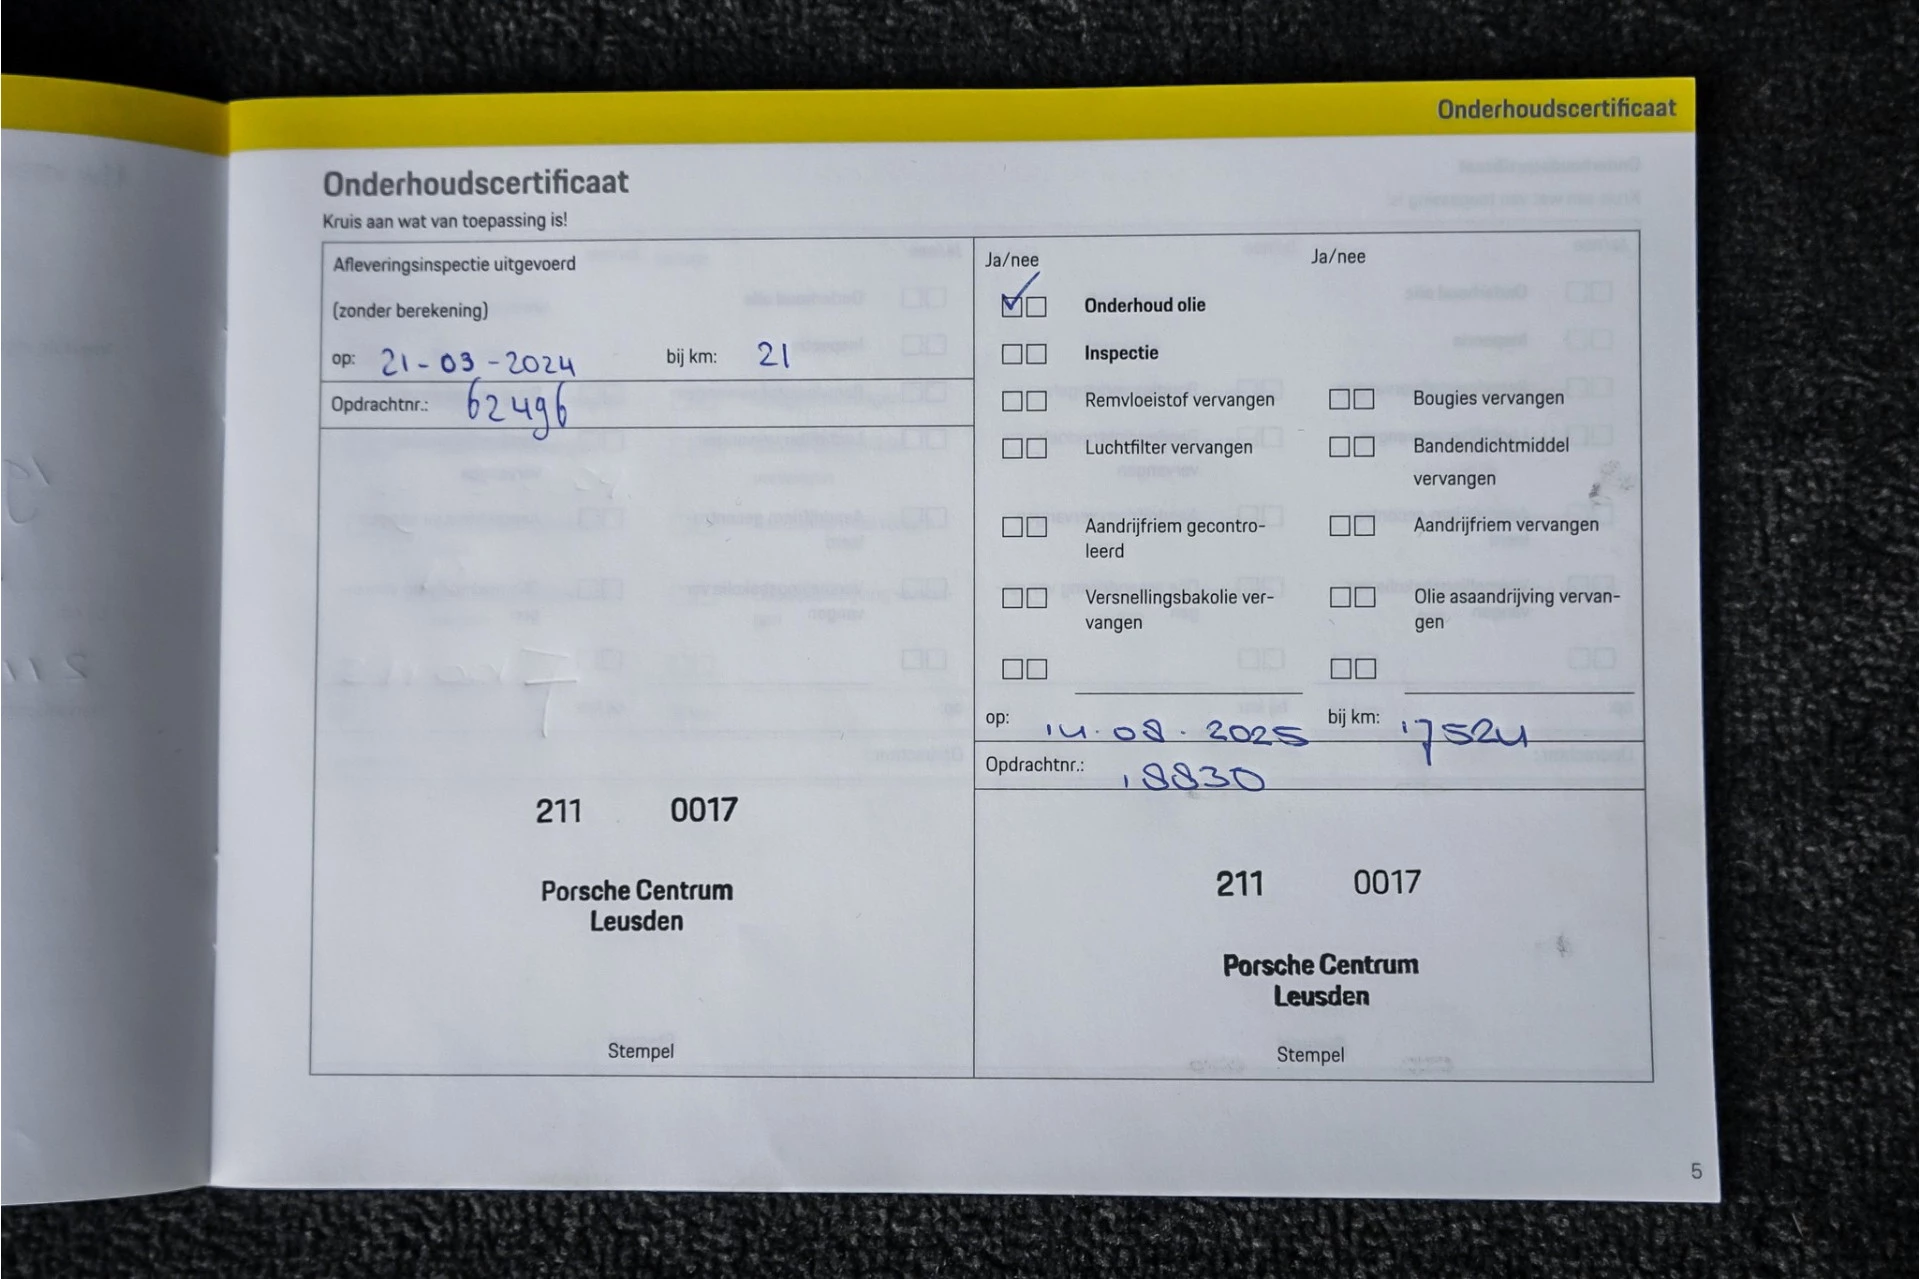 Onderhoudscertificaat
Onderhoudscertificaat
Kruis aan wat van toepassing is!
Afleveringsinspectie uitgevoerd
(zonder berekening)
op: 21-03-2024 bij km: 21
Opdrachtnr.: 62496
211 0017
Porsche Centrum
Leusden
Stempel
Ja/nee Ja/nee
Onderhoud olie
Inspectie
Remvloeistof vervangen Bougies vervangen
Luchtfilter vervangen Bandendichtmiddel
vervangen
Aandrijfriem gecontro- Aandrijfriem vervangen
leerd
Versnellingsbakolie ver- Olie asaandrijving vervan-
vangen gen
op: 14.08.2025 bij km: 17524
Opdrachtnr.: 18830
211 0017
Porsche Centrum
Leusden
Stempel
5